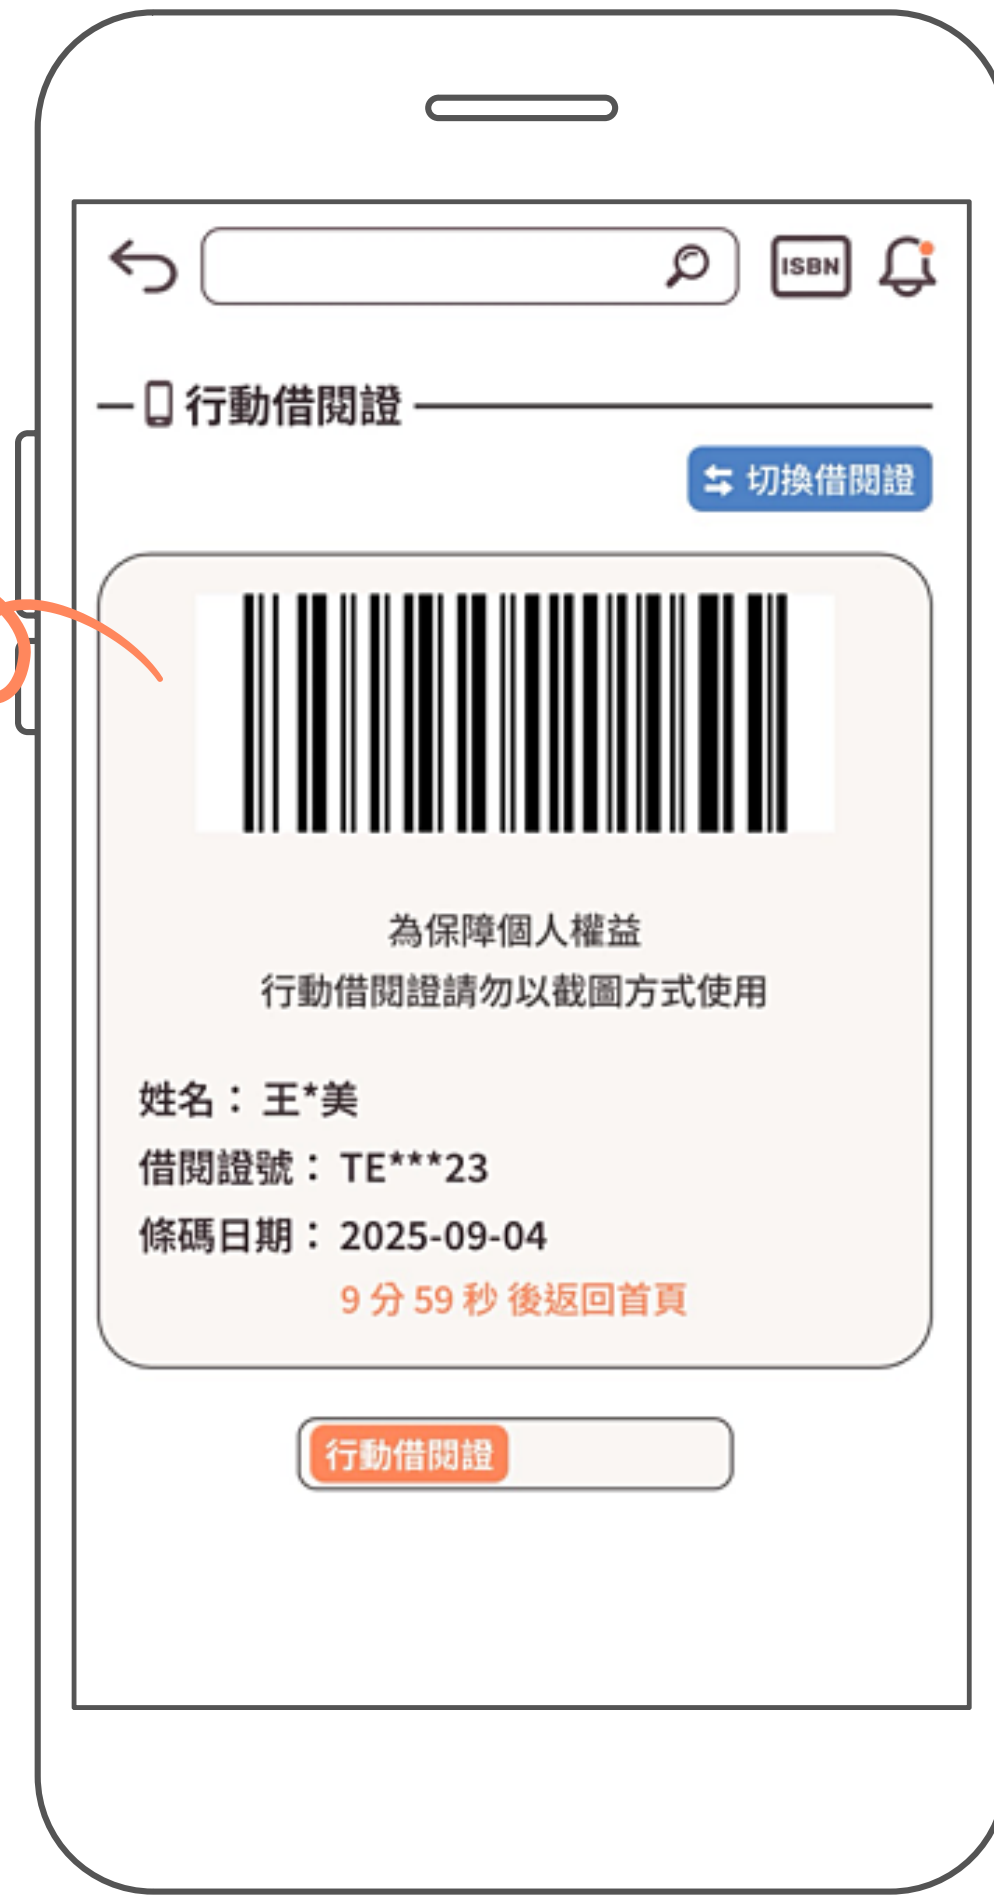 ISBN
行動借閱證
切換借閱證
為保障個人權益
行動借閱證請勿以截圖方式使用
姓名：王*美
借閱證號：TE***23
條碼日期：2025-09-04
9 分 59 秒 後返回首頁
行動借閱證